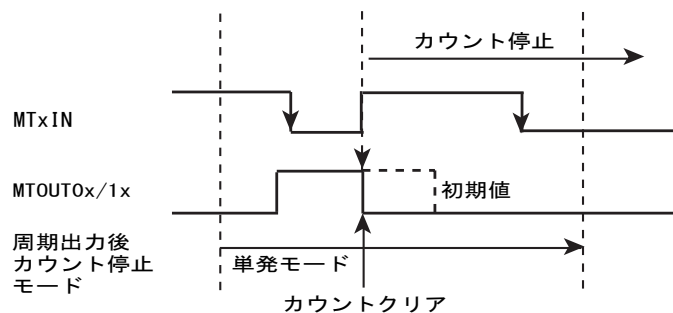 カウント停止
MTxIN
MTOUT0x/1x
初期値
周期出力後
カウント停止
モード
単発モード
カウントクリア